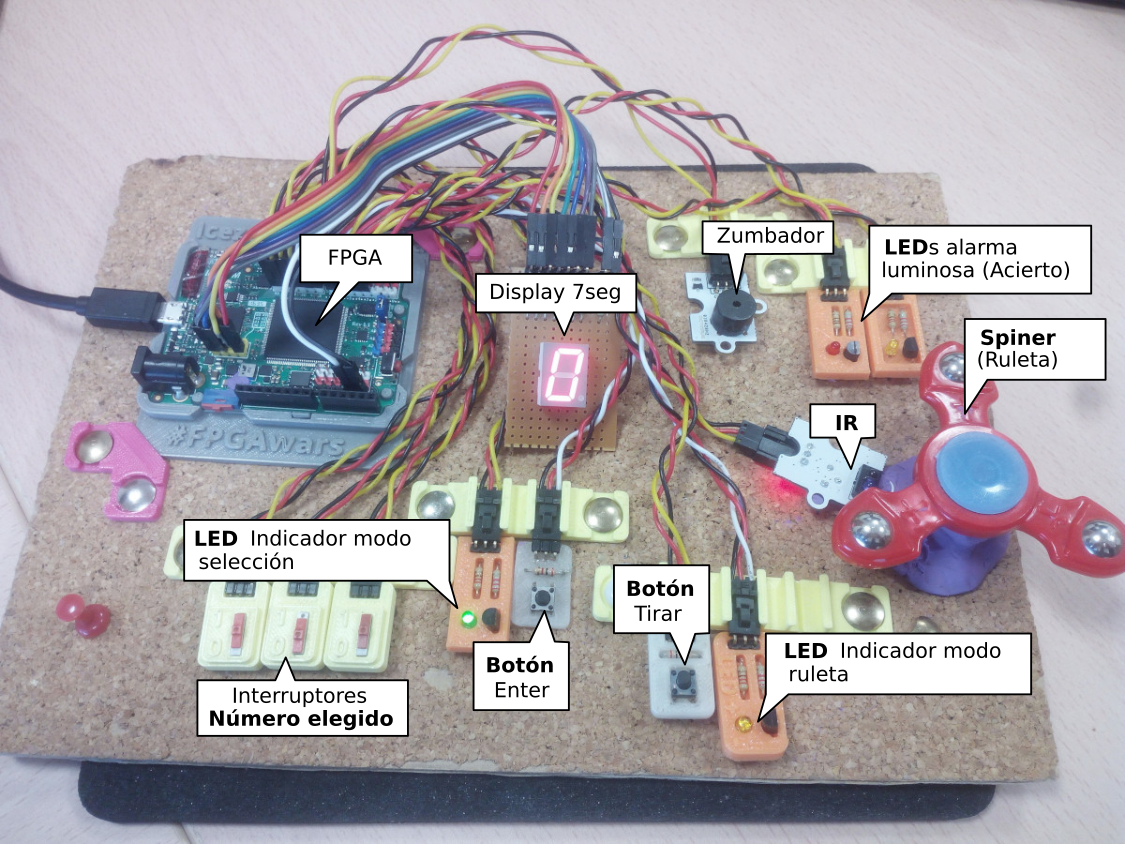 Zumbador
LEDs alarma
luminosa (Acierto)
FPGA
Display 7seg
Spiner
(Ruleta)
IR
#FPGAwars
LED Indicador modo
selección
Botón
Tirar
LED Indicador modo
ruleta
Botón
Enter
Interruptores
Número elegido